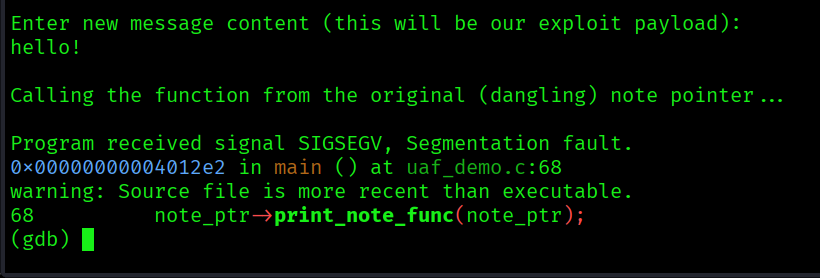 Enter new message content (this will be our exploit payload):
hello!
Calling the function from the original (dangling) note pointer...
Program received signal SIGSEGV, Segmentation fault.
0x00000000004012e2 in main () at uaf_demo.c:68
warning: Source file is more recent than executable.
68          note_ptr->print_note_func(note_ptr);
(gdb)